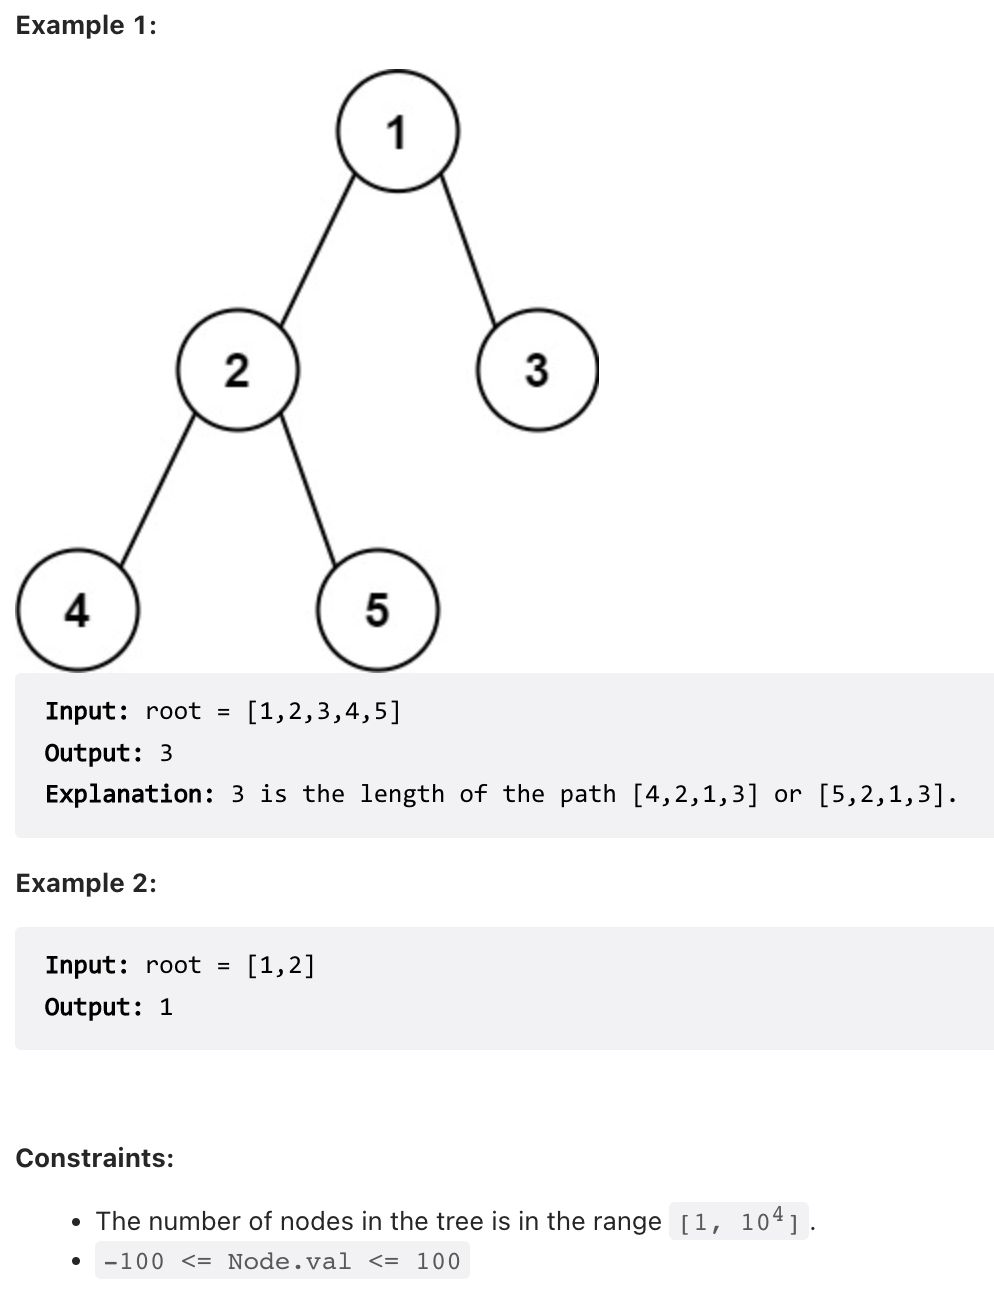 Example 1:
1
2
3
4
5
Input: root = [1,2,3,4,5]
Output: 3
Explanation: 3 is the length of the path [4,2,1,3] or [5,2,1,3].
Example 2:
Input: root = [1,2]
Output: 1
Constraints:
• The number of nodes in the tree is in the range [1, 10⁴].
• -100 <= Node.val <= 100